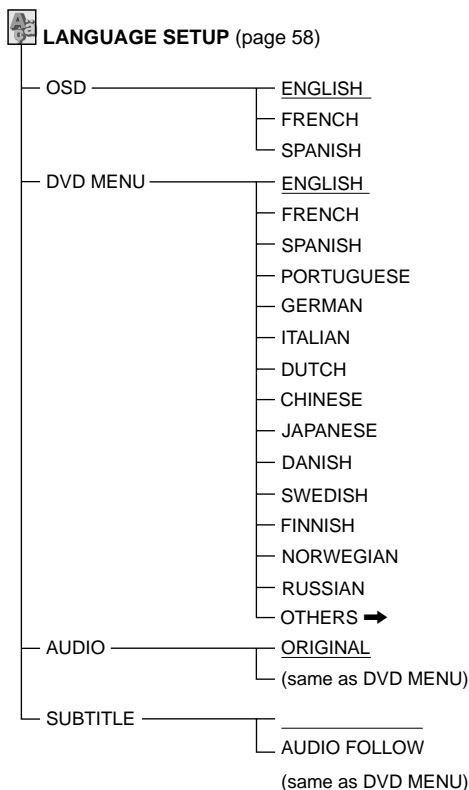 LANGUAGE SETUP (page 58)
OSD
ENGLISH
FRENCH
SPANISH
DVD MENU
ENGLISH
FRENCH
SPANISH
PORTUGUESE
GERMAN
ITALIAN
DUTCH
CHINESE
JAPANESE
DANISH
SWEDISH
FINNISH
NORWEGIAN
RUSSIAN
OTHERS ➡
AUDIO
ORIGINAL
(same as DVD MENU)
SUBTITLE
AUDIO FOLLOW
(same as DVD MENU)